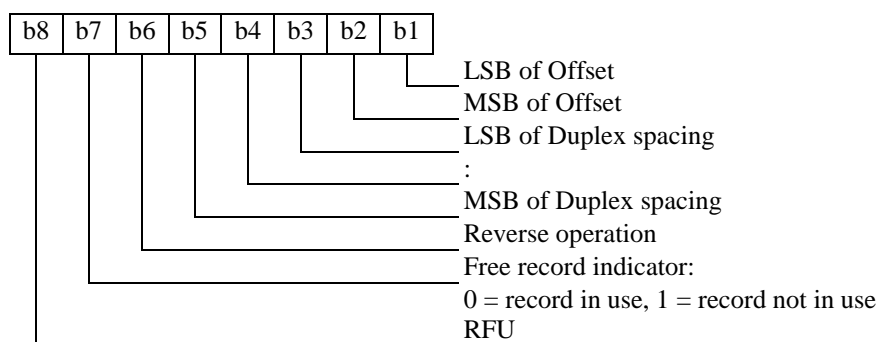 b8 b7 b6 b5 b4 b3 b2 b1
LSB of Offset
MSB of Offset
LSB of Duplex spacing
:
MSB of Duplex spacing
Reverse operation
Free record indicator:
0 = record in use, 1 = record not in use
RFU